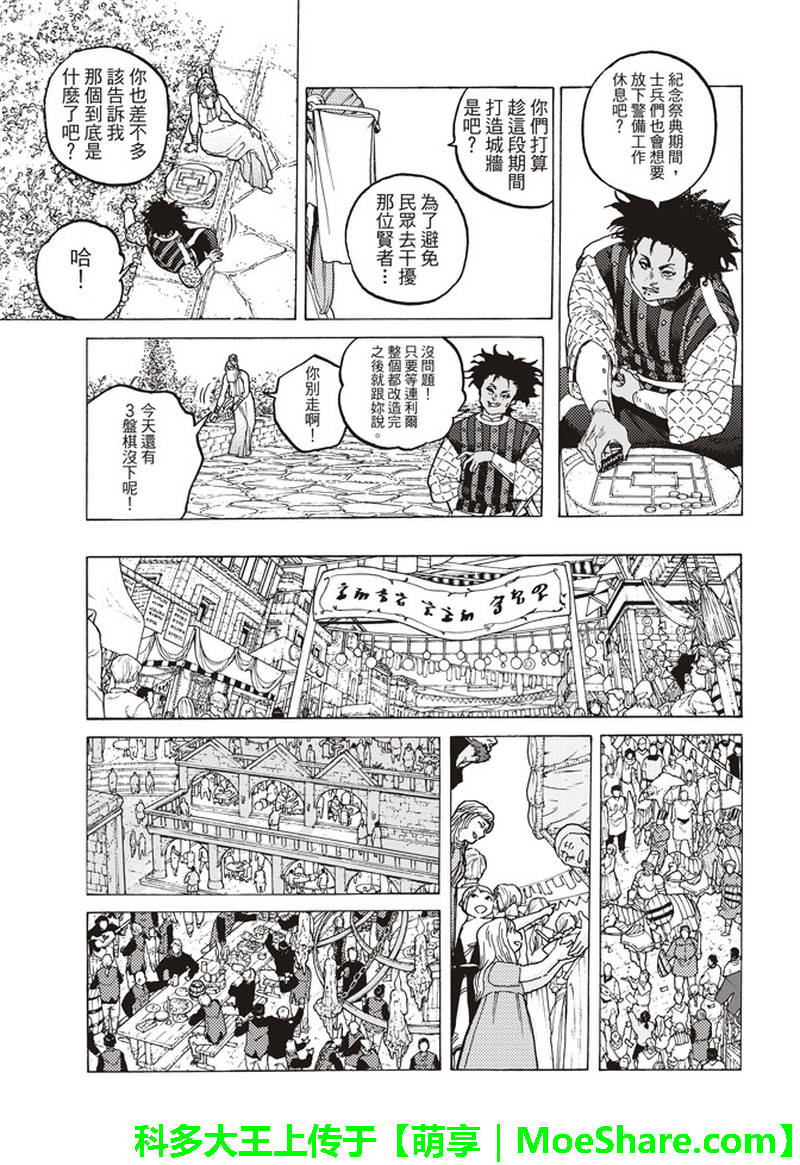 紀念祭典期間，
士兵們也會想要
放下警備工作
休息吧？
你們打算
趁這段期間
打造城牆
是吧？
為了避免
民眾去干擾
那位賢者…
你也差不多
該告訴我
那個到底是
什麼了吧？
哈！
沒問題！
只要等連利爾
整個都改造完
之後就跟妳說。
你別走啊！
今天還有
3盤棋沒下呢！
科多大王上传于【萌享 | MoeShare.com】